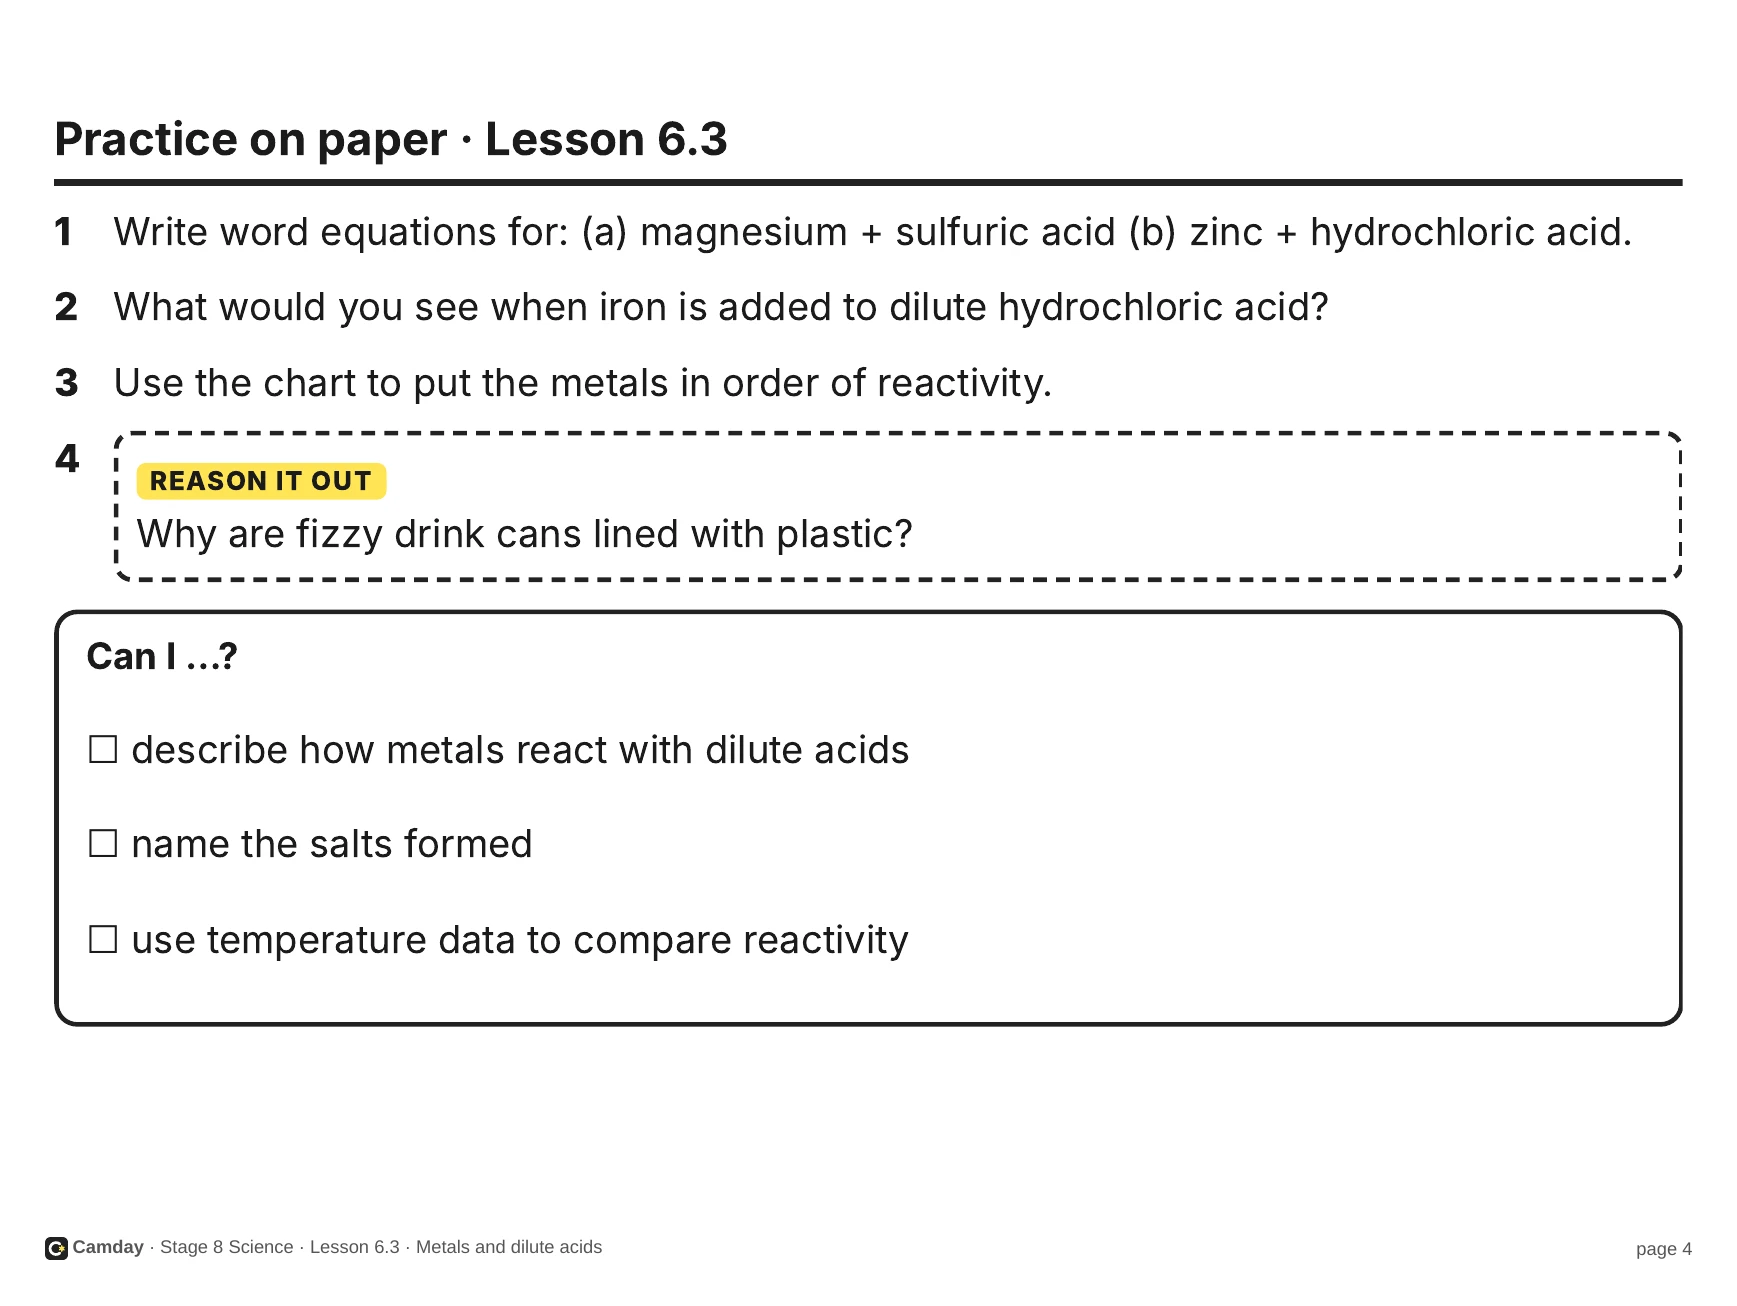 Practice on paper · Lesson 6.3
1 Write word equations for: (a) magnesium + sulfuric acid (b) zinc + hydrochloric acid.
2 What would you see when iron is added to dilute hydrochloric acid?
3 Use the chart to put the metals in order of reactivity.
4
REASON IT OUT
Why are fizzy drink cans lined with plastic?
Can I …?
☐ describe how metals react with dilute acids
☐ name the salts formed
☐ use temperature data to compare reactivity
Camday · Stage 8 Science · Lesson 6.3 · Metals and dilute acids
page 4